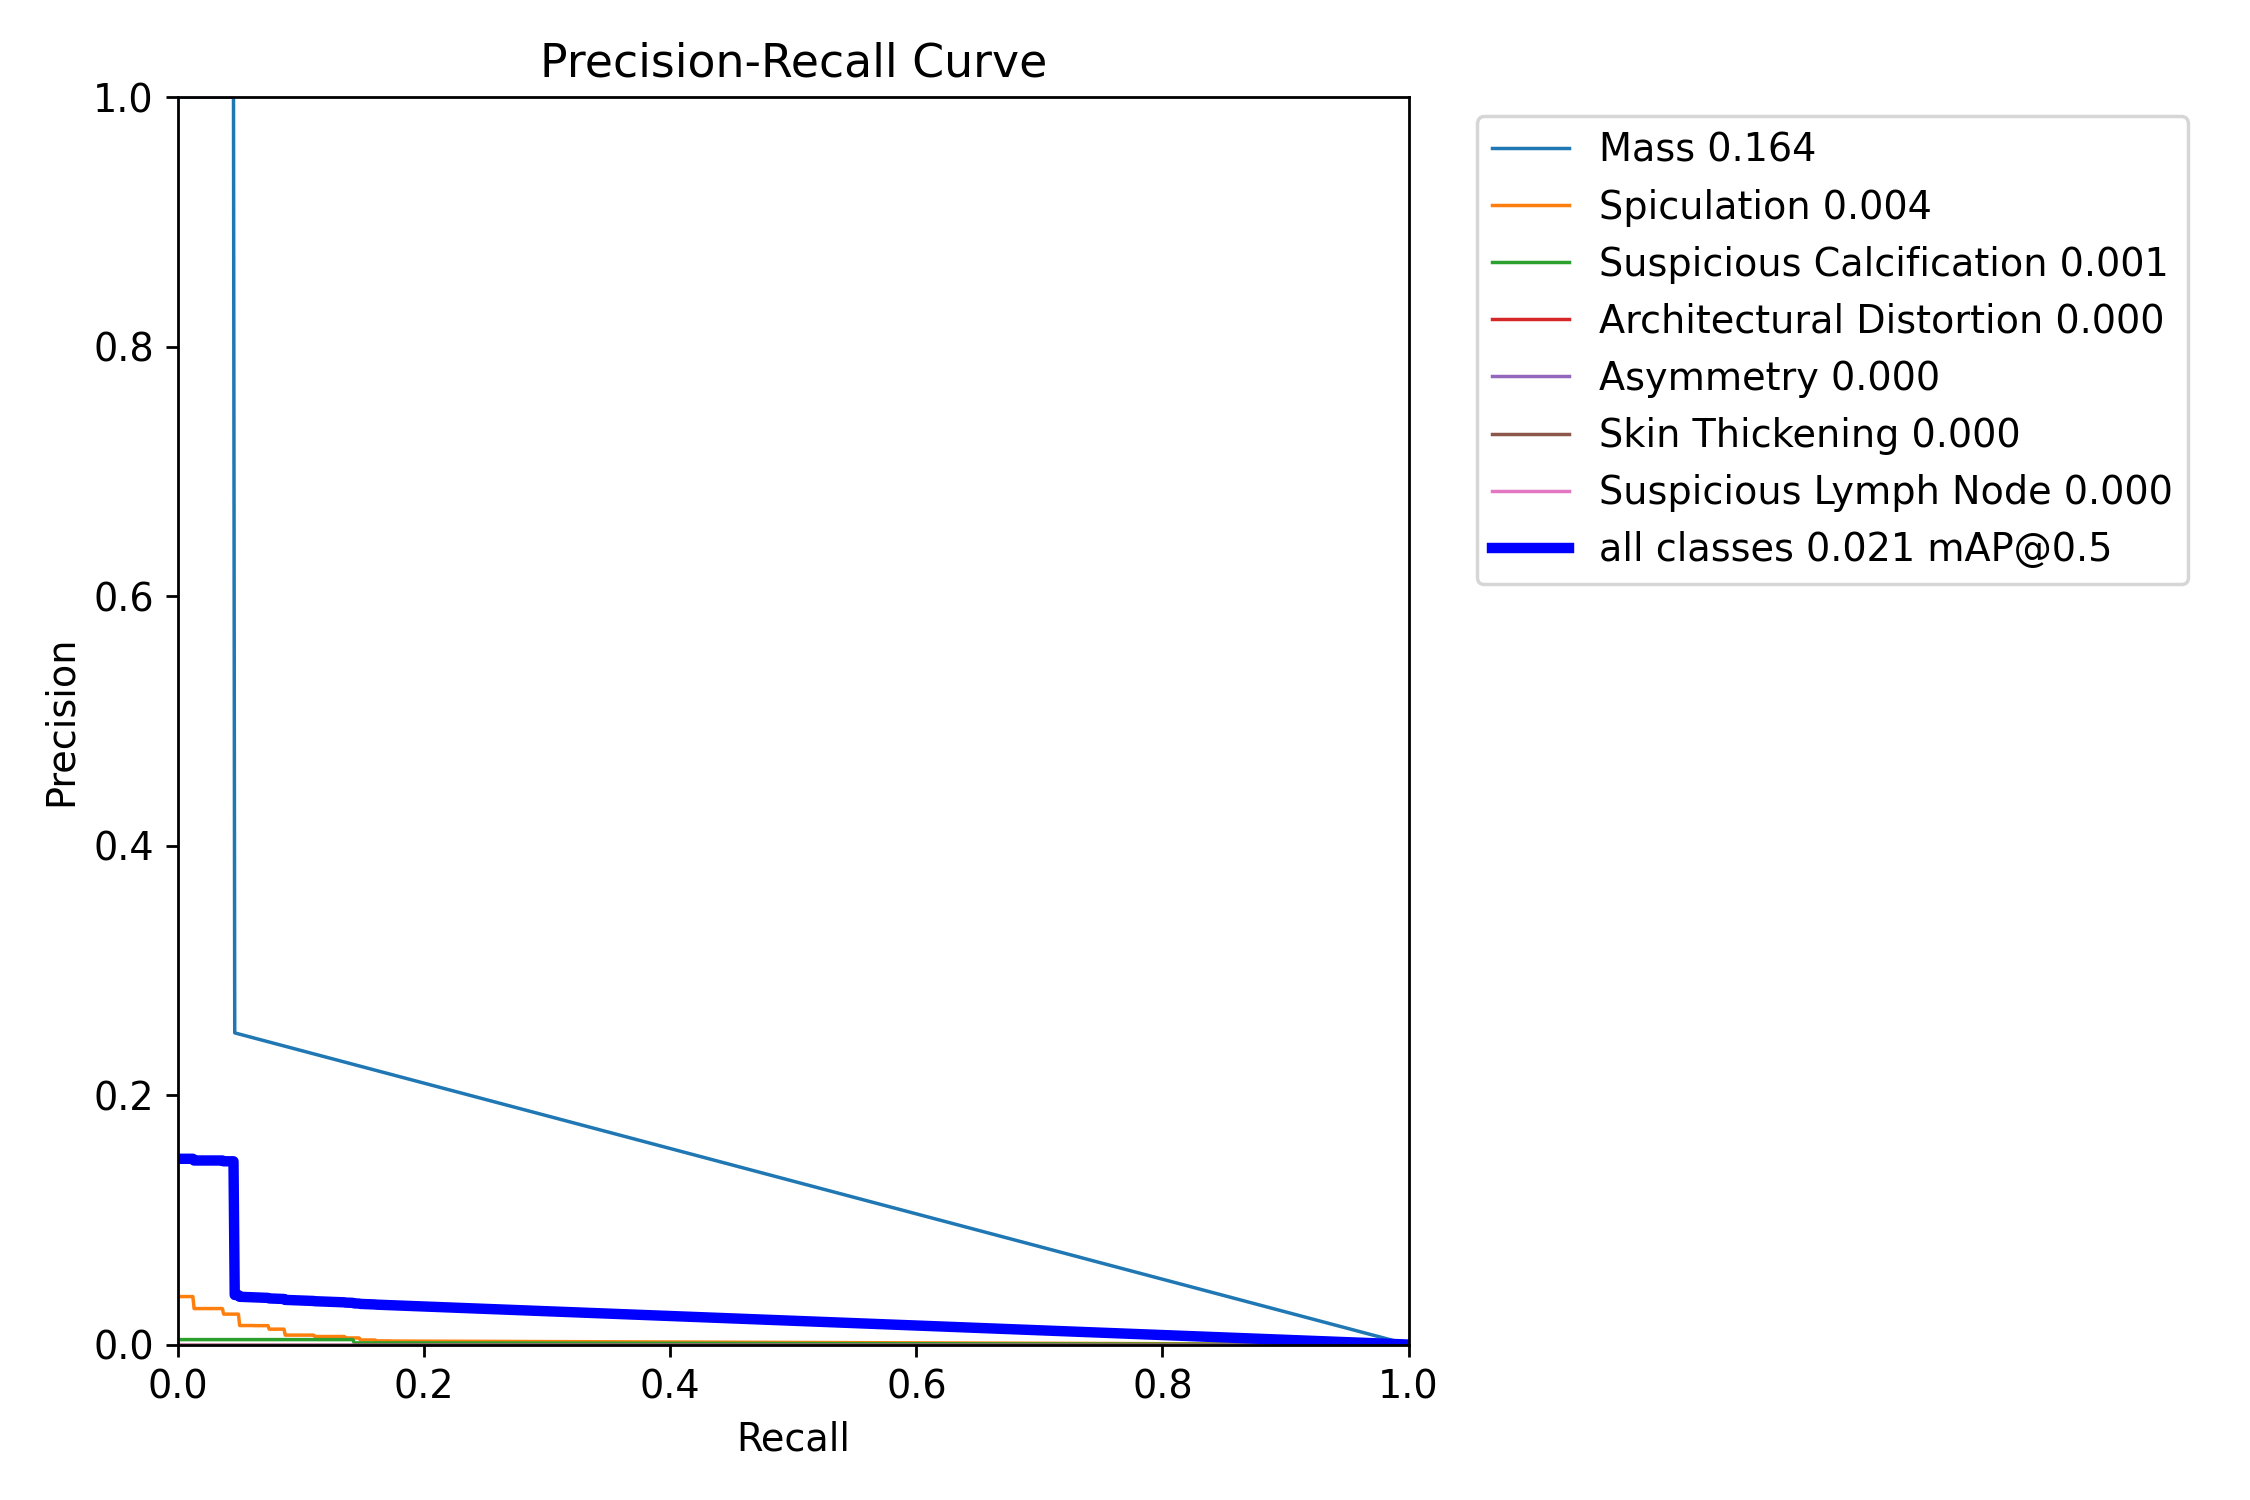 Precision-Recall Curve
1.0
0.8
0.6
0.4
0.2
0.0
Precision
0.0 0.2 0.4 0.6 0.8 1.0
Recall
Mass 0.164
Spiculation 0.004
Suspicious Calcification 0.001
Architectural Distortion 0.000
Asymmetry 0.000
Skin Thickening 0.000
Suspicious Lymph Node 0.000
all classes 0.021 mAP@0.5